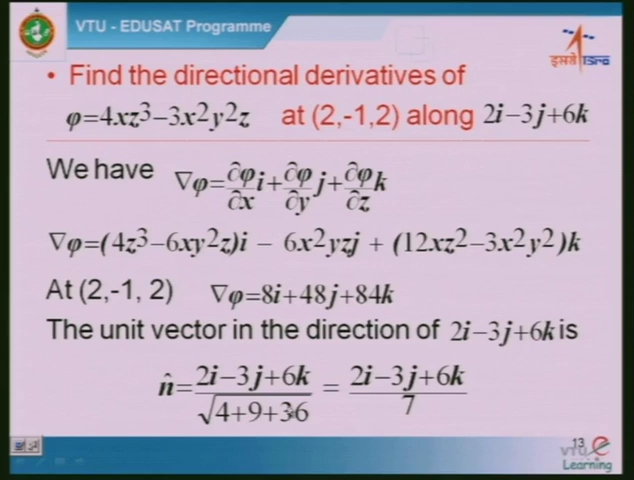 VTU - EDUSAT Programme
इसरो isro
• Find the directional derivatives of
φ=4xz³−3x²y²z at (2,-1,2) along 2i−3j+6k
We have ∇φ=∂φ/∂x i+∂φ/∂y j+∂φ/∂z k
∇φ=(4z³−6xy²z)i − 6x²yzj + (12xz²−3x²y²)k
At (2,-1, 2) ∇φ=8i+48j+84k
The unit vector in the direction of 2i−3j+6k is
n̂=2i−3j+6k/√4+9+36 = 2i−3j+6k/7
13
VTU e
Learning